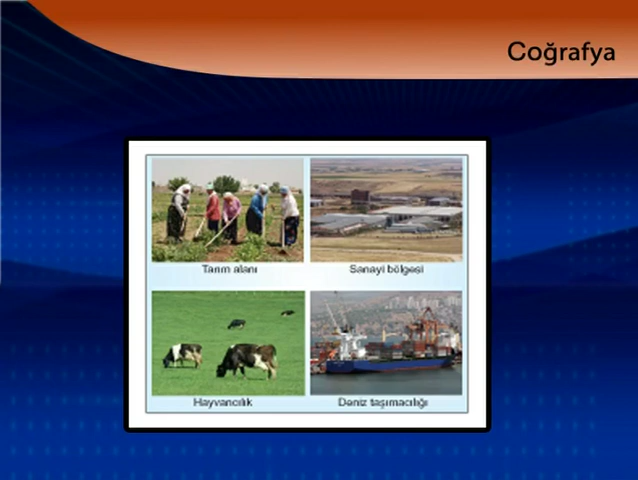 Coğrafya
Tarım alanı
Sanayi bölgesi
Hayvancılık
Deniz taşımacılığı